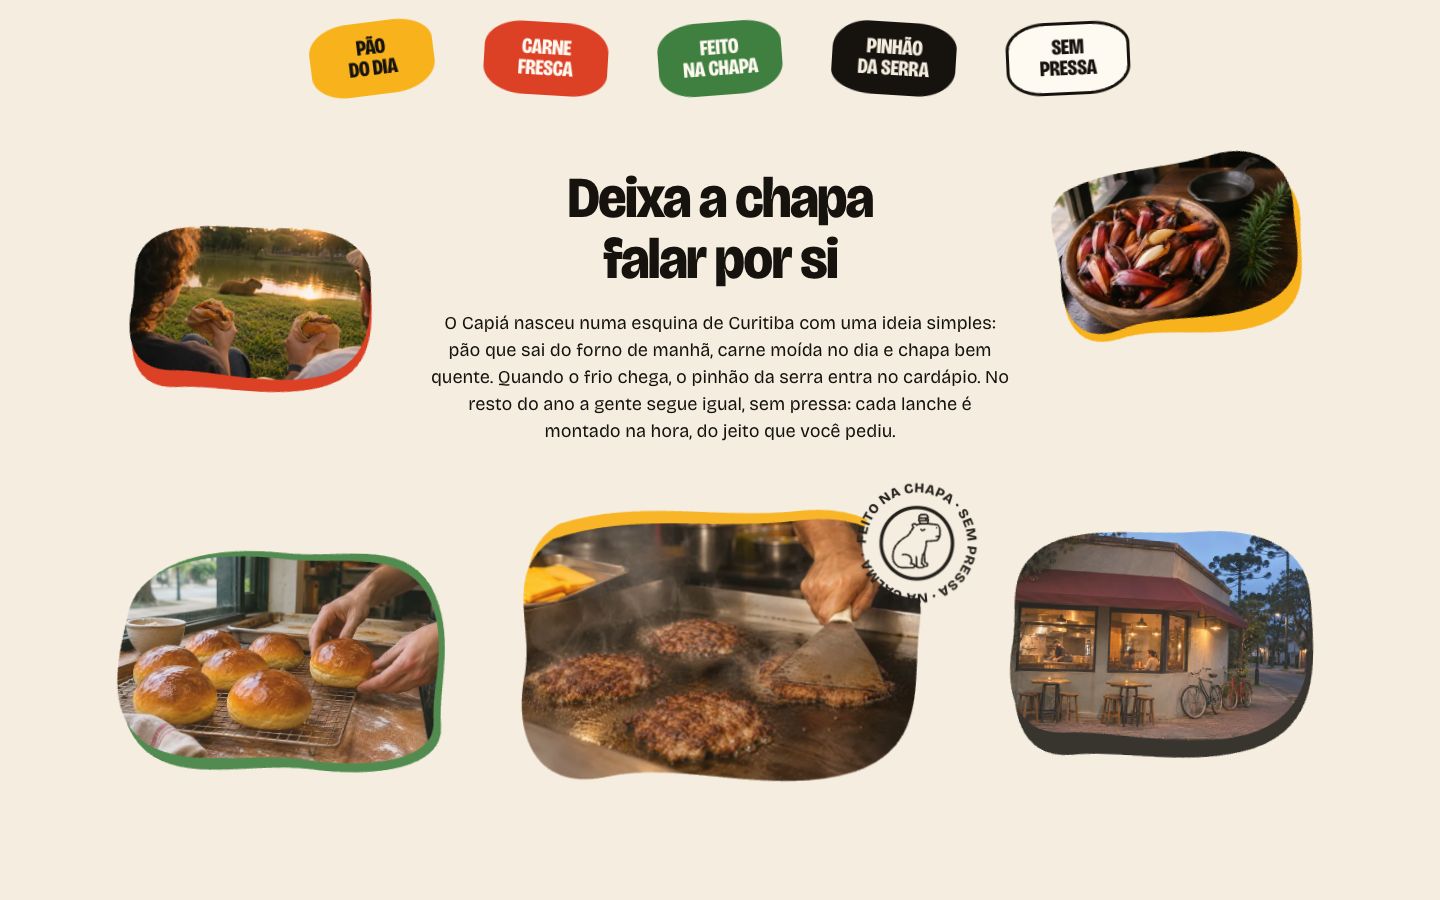 PÃO
DO DIA
CARNE
FRESCA
FEITO
NA CHAPA
PINHÃO
DA SERRA
SEM
PRESSA
Deixa a chapa
falar por si
O Capiá nasceu numa esquina de Curitiba com uma ideia simples:
pão que sai do forno de manhã, carne moída no dia e chapa bem
quente. Quando o frio chega, o pinhão da serra entra no cardápio. No
resto do ano a gente segue igual, sem pressa: cada lanche é
montado na hora, do jeito que você pediu.
FEITO NA CHAPA · SEM PRESSA · NA